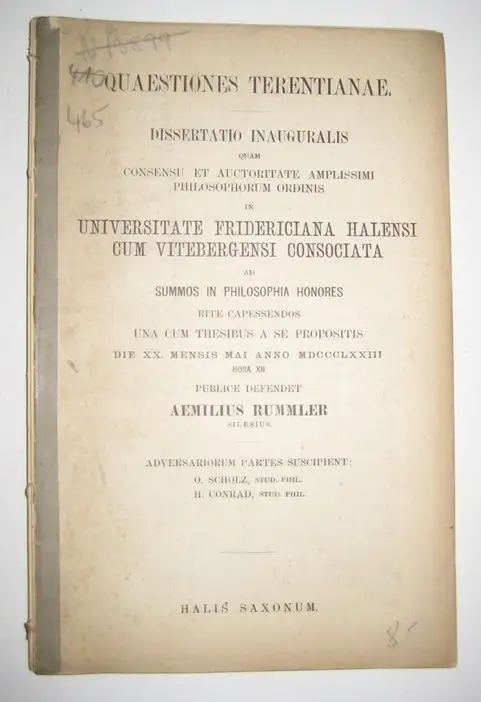 QUAESTIONES TERENTIANAE.
465
DISSERTATIO INAUGURALIS
QUAM
CONSENSU ET AUCTORITATE AMPLISSIMI
PHILOSOPHORUM ORDINIS
IN
UNIVERSITATE FRIDERICIANA HALENSI
CUM VITEBERGENSI CONSOCIATA
AD
SUMMOS IN PHILOSOPHIA HONORES
RITE CAPESSENDOS
UNA CUM THESIBUS A SE PROPOSITIS
DIE XX. MENSIS MAI ANNO MDCCCLXXIII
HORA XII
PUBLICE DEFENDET
AEMILIUS RUMMLER
SILESIUS.
ADVERSARIORUM PARTES SUSCIPIENT:
O. SCHOLZ, STUD. PHIL.
H. CONRAD, STUD. PHIL.
HALIS SAXONUM.
8-